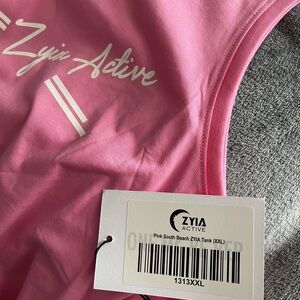 Zyia Active
ZYIA
ACTIVE
Pink South Beach ZYIA Tank (XXL)
1313XXL